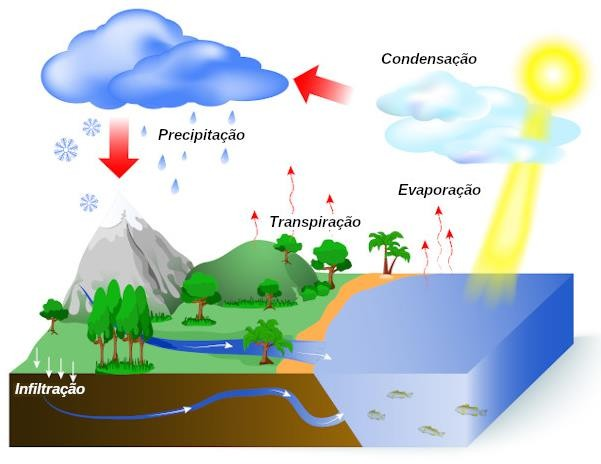 Condensação
Precipitação
Evaporação
Transpiração
Infiltração